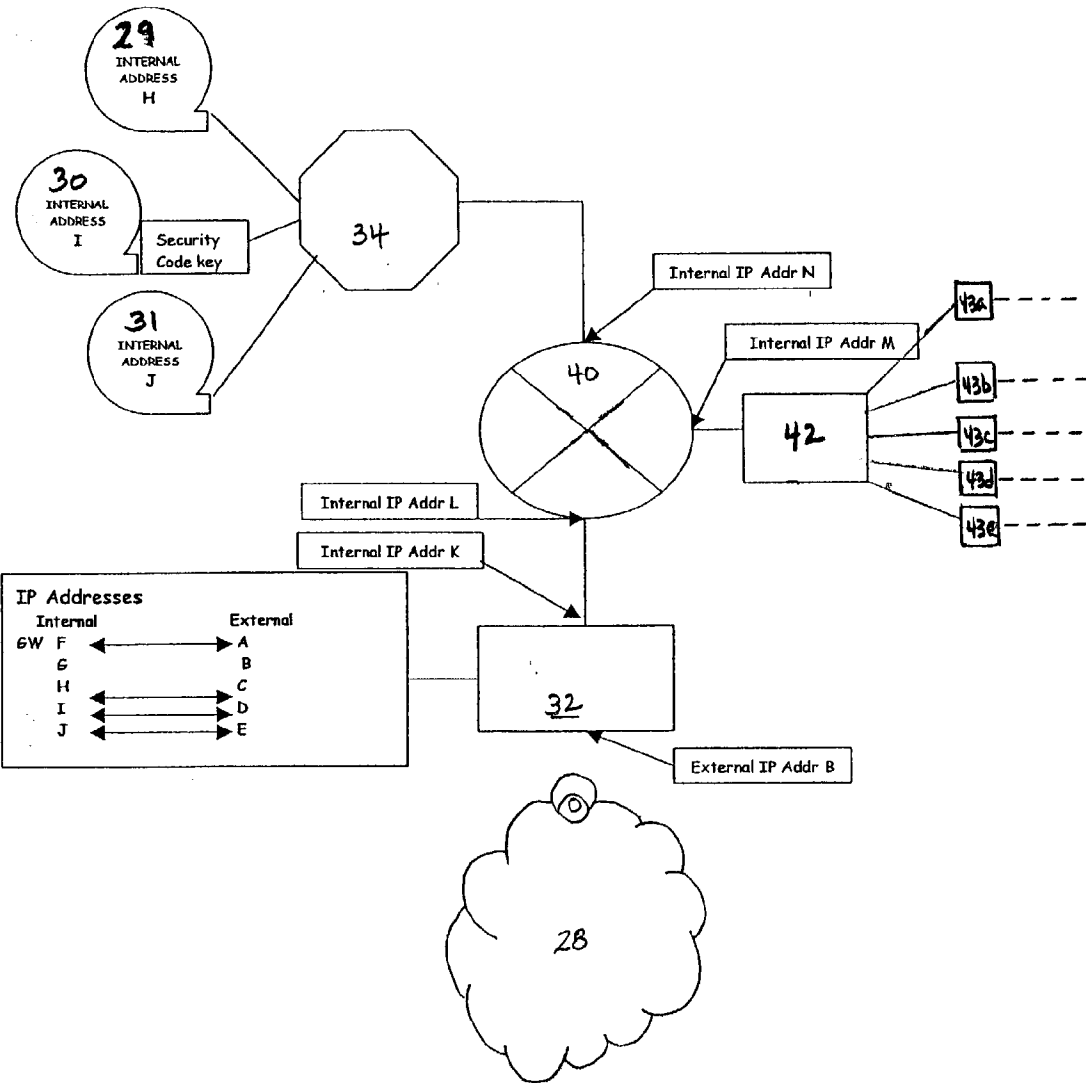 29
INTERNAL
ADDRESS
H
30
INTERNAL
ADDRESS
I
Security
Code key
31
INTERNAL
ADDRESS
J
34
Internal IP Addr N
Internal IP Addr M
40
42
43a
43b
43c
43d
43e
Internal IP Addr L
Internal IP Addr K
IP Addresses
Internal External
GW F A
G B
H C
I D
J E
32
External IP Addr B
28